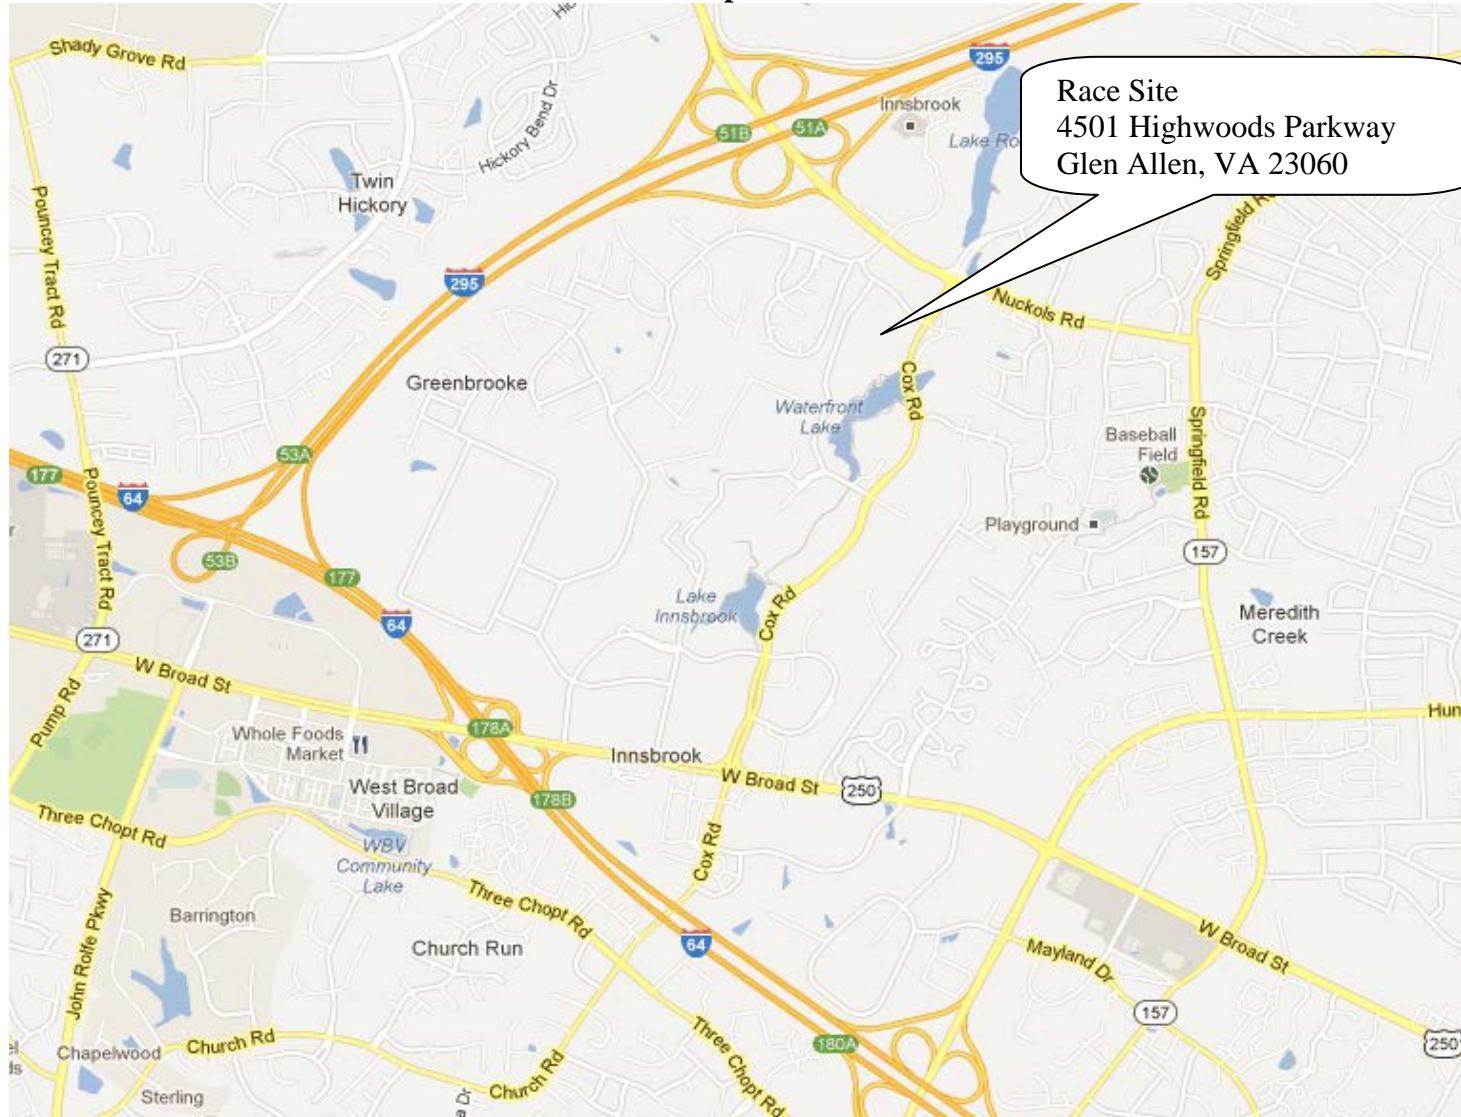 Shady Grove Rd
Hickory Bend Dr
295
Innsbrook
51B
51A
Race Site
4501 Highwoods Parkway
Glen Allen, VA 23060
Twin
Hickory
Pouncey Tract Rd
295
Springfield
Nuckols Rd
271
Greenbrooke
Cox Rd
Waterfront
Lake
Springfield Rd
Baseball
Field
53A
177
64
Pouncey Tract Rd
Playground
157
53B
177
Lake
Innsbrook
Cox Rd
Meredith
Creek
64
271
W Broad St
Pump Rd
178A
Whole Foods
Market
Innsbrook
W Broad St
250
West Broad
Village
178B
Three Chopt Rd
WBV
Community
Lake
Cox Rd
Three Chopt Rd
Barrington
Church Run
64
W Broad St
Mayland Dr
John Rolfe Pkwy
157
Three Chopt Rd
180A
250
Chapelwood
Church Rd
Church Rd
Sterling